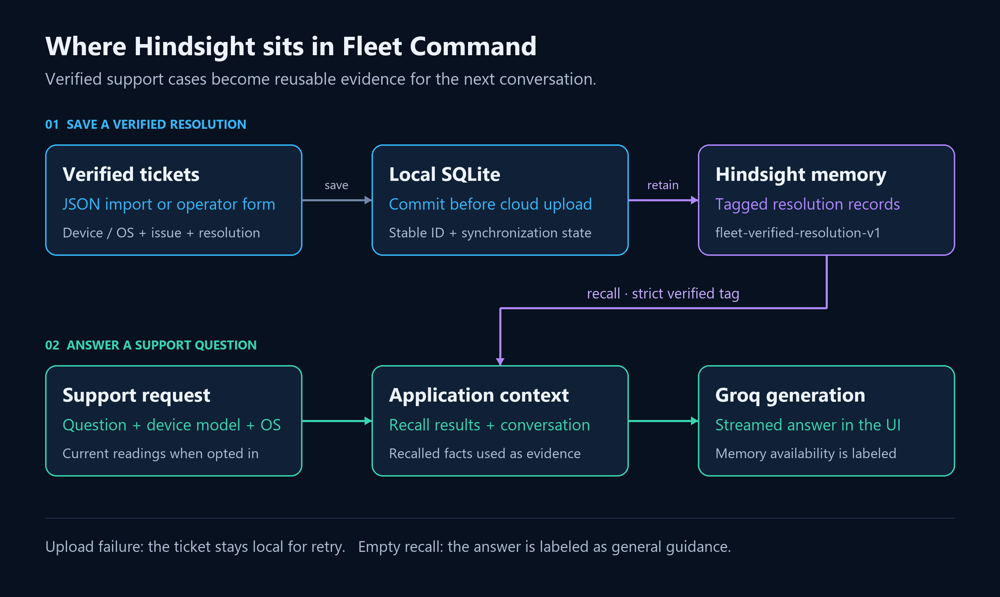 Where Hindsight sits in Fleet Command
Verified support cases become reusable evidence for the next conversation.
01 SAVE A VERIFIED RESOLUTION
Verified tickets
JSON import or operator form
Device / OS + issue + resolution
save
Local SQLite
Commit before cloud upload
Stable ID + synchronization state
retain
Hindsight memory
Tagged resolution records
fleet-verified-resolution-v1
recall · strict verified tag
02 ANSWER A SUPPORT QUESTION
Support request
Question + device model + OS
Current readings when opted in
Application context
Recall results + conversation
Recalled facts used as evidence
Groq generation
Streamed answer in the UI
Memory availability is labeled
Upload failure: the ticket stays local for retry. Empty recall: the answer is labeled as general guidance.